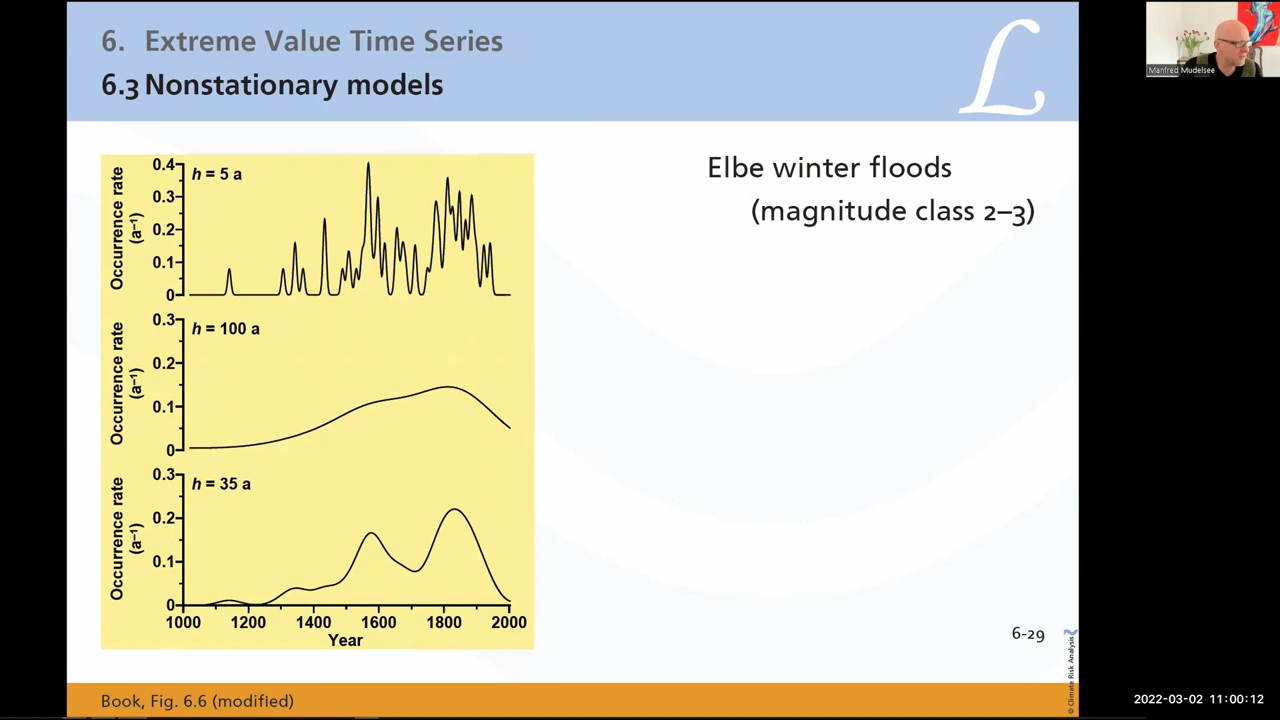 6. Extreme Value Time Series
6.3 Nonstationary models
L
Manfred Mudelsee
Elbe winter floods
(magnitude class 2–3)
Occurrence rate
(a⁻¹)
0.4
0.3
0.2
0.1
0
h = 5 a
Occurrence rate
(a⁻¹)
0.3
0.2
0.1
0
h = 100 a
Occurrence rate
(a⁻¹)
0.3
0.2
0.1
0
h = 35 a
1000 1200 1400 1600 1800 2000
Year
6-29
© Climate Risk Analysis
Book, Fig. 6.6 (modified)
2022-03-02 11:00:12